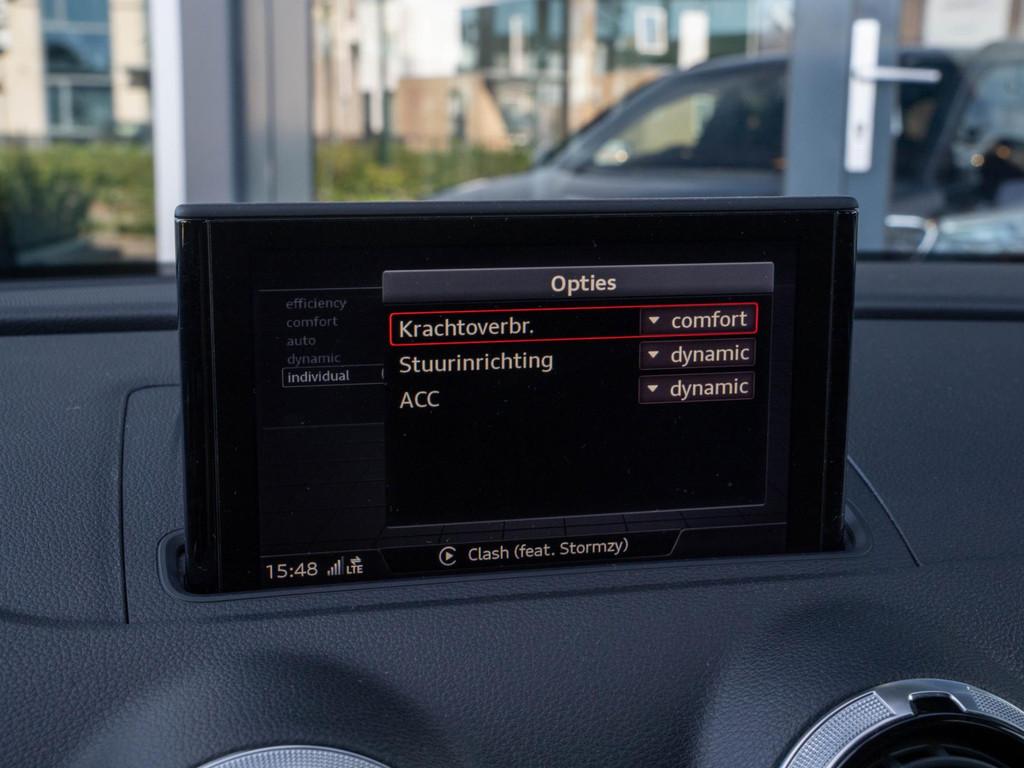 Opties
efficiency
comfort
auto
dynamic
individual
Krachtoverbr. comfort
Stuurinrichting dynamic
ACC dynamic
15:48 LTE Clash (feat. Stormzy)